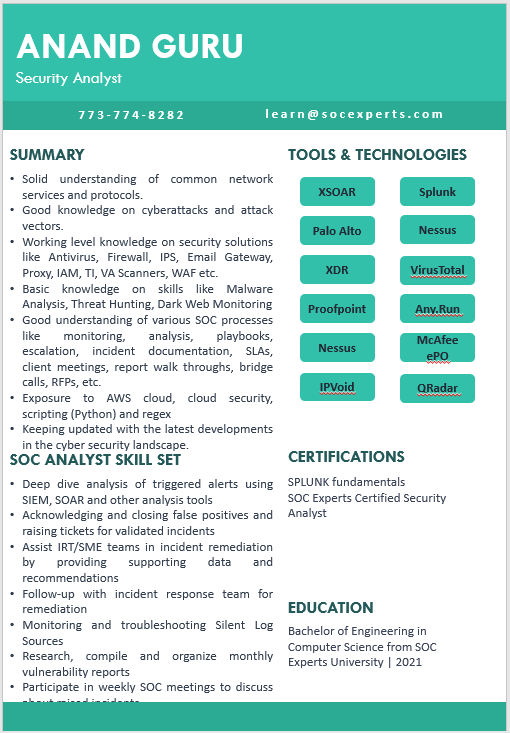 ANAND GURU
Security Analyst
773-774-8282
learn@socexperts.com
SUMMARY
• Solid understanding of common network
services and protocols.
• Good knowledge on cyberattacks and attack
vectors.
• Working level knowledge on security solutions
like Antivirus, Firewall, IPS, Email Gateway,
Proxy, IAM, TI, VA Scanners, WAF etc.
• Basic knowledge on skills like Malware
Analysis, Threat Hunting, Dark Web Monitoring
• Good understanding of various SOC processes
like monitoring, analysis, playbooks,
escalation, incident documentation, SLAs,
client meetings, report walk throughs, bridge
calls, RFPs, etc.
• Exposure to AWS cloud, cloud security,
scripting (Python) and regex
• Keeping updated with the latest developments
in the cyber security landscape.
SOC ANALYST SKILL SET
• Deep dive analysis of triggered alerts using
SIEM, SOAR and other analysis tools
• Acknowledging and closing false positives and
raising tickets for validated incidents
• Assist IRT/SME teams in incident remediation
by providing supporting data and
recommendations
• Follow-up with incident response team for
remediation
• Monitoring and troubleshooting Silent Log
Sources
• Research, compile and organize monthly
vulnerability reports
• Participate in weekly SOC meetings to discuss
about raised incidents
TOOLS & TECHNOLOGIES
XSOAR
Splunk
Palo Alto
Nessus
XDR
VirusTotal
Proofpoint
Any.Run
Nessus
McAfee
ePO
IPVoid
QRadar
CERTIFICATIONS
SPLUNK fundamentals
SOC Experts Certified Security
Analyst
EDUCATION
Bachelor of Engineering in
Computer Science from SOC
Experts University | 2021